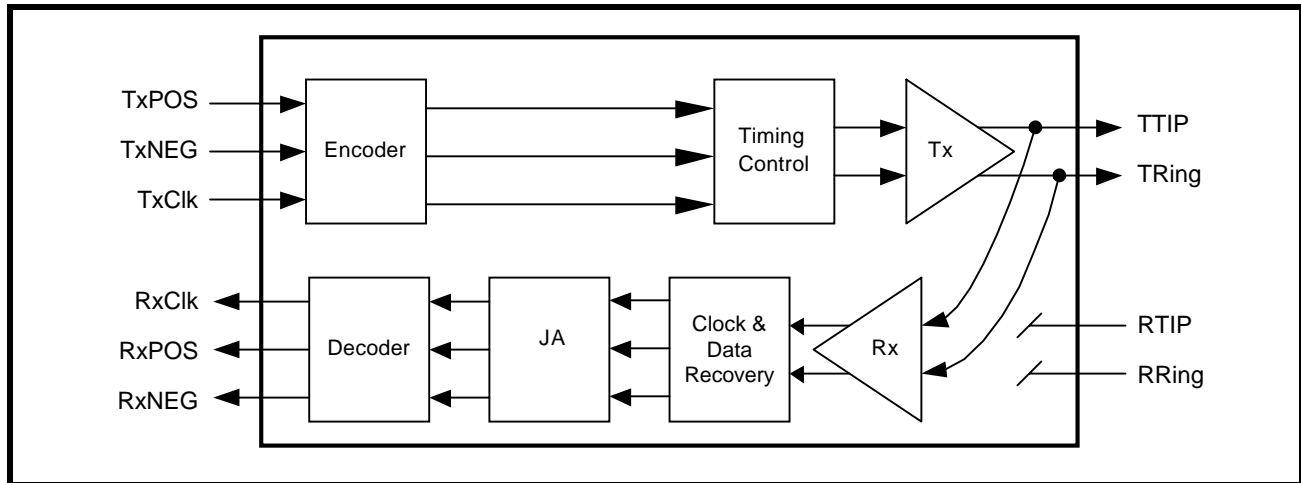 TxPOS
TxNEG
TxClk
Encoder
Timing
Control
Tx
TTIP
TRing
RxClk
RxPOS
RxNEG
Decoder
JA
Clock &
Data
Recovery
Rx
RTIP
RRing